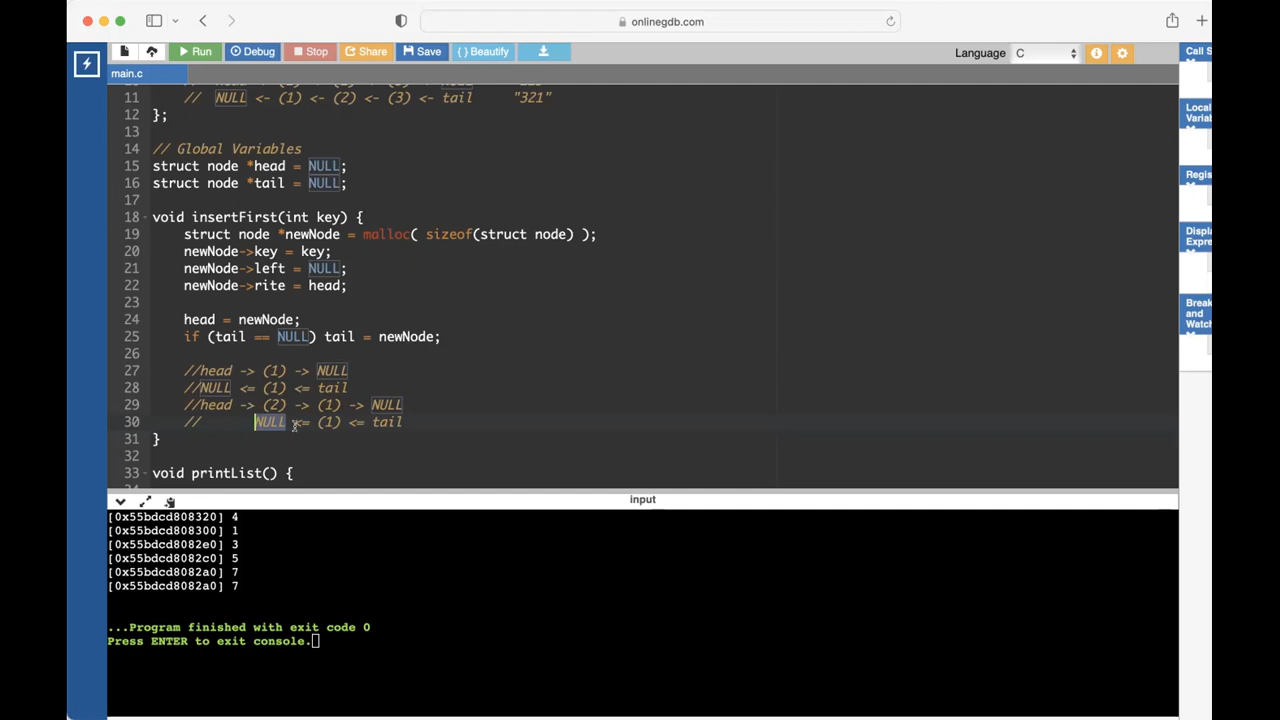 onlinegdb.com
Run Debug Stop Share Save { } Beautify Language C
main.c
Call S
11 // NULL <- (1) <- (2) <- (3) <- tail "321"
12 };
13
14 // Global Variables
15 struct node *head = NULL;
16 struct node *tail = NULL;
17
18 void insertFirst(int key) {
19 struct node *newNode = malloc( sizeof(struct node) );
20 newNode->key = key;
21 newNode->left = NULL;
22 newNode->rite = head;
23
24 head = newNode;
25 if (tail == NULL) tail = newNode;
26
27 //head -> (1) -> NULL
28 //NULL <= (1) <= tail
29 //head -> (2) -> (1) -> NULL
30 // NULL <= (1) <= tail
31 }
32
33 void printList() {
Local
Variab
Regis
Displa
Expre
Break
and
Watch
input
[0x55bdcd808320] 4
[0x55bdcd808300] 1
[0x55bdcd8082e0] 3
[0x55bdcd8082c0] 5
[0x55bdcd8082a0] 7
[0x55bdcd8082a0] 7
...Program finished with exit code 0
Press ENTER to exit console.